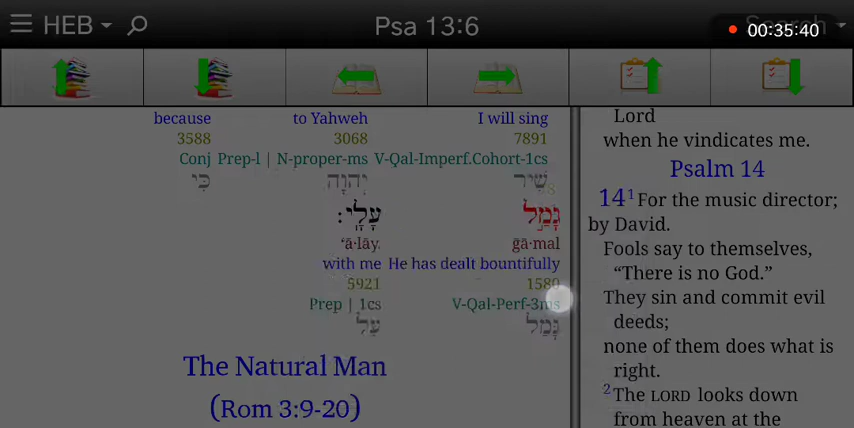 HEB
Psa 13:6
00:35:40
because to Yahweh I will sing
3588 3068 7891
Conj Prep-l | N-proper-ms V-Qal-Imperf.Cohort-1cs
כִּי יְהֹוָה שִׁיר
גָמַ֣ל עָלָֽי׃
ḡā·mal ‘ā·lāy.
with me He has dealt bountifully
5921 1580
Prep | 1cs V-Qal-Perf-3ms
עַל גָּמַל
The Natural Man
(Rom 3:9-20)
Lord
when he vindicates me.
Psalm 14
14 1 For the music director;
by David.
Fools say to themselves,
“There is no God.”
They sin and commit evil
deeds;
none of them does what is
right.
2 The LORD looks down
from heaven at the